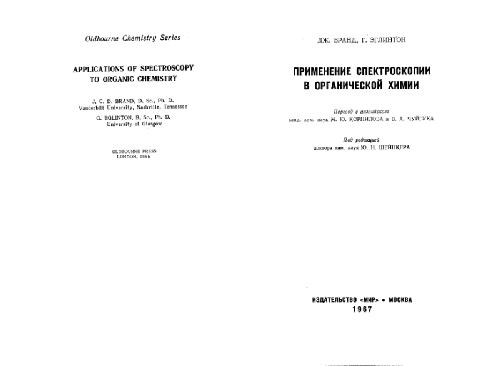 Oldbourne Chemistry Series
APPLICATIONS OF SPECTROSCOPY
TO ORGANIC CHEMISTRY
J. C. D. BRAND, D. Sc., Ph. D.
Vanderbilt University, Nashville, Tennessee
G. EGLINTON, B. Sc., Ph. D.
University of Glasgow
OLDBOURNE PRESS
LONDON, 1965
ДЖ. БРАНД, Г. ЭГЛИНТОН
ПРИМЕНЕНИЕ СПЕКТРОСКОПИИ
В ОРГАНИЧЕСКОЙ ХИМИИ
Перевод с английского
канд. хим. наук М. Ю. КОРНИЛОВА и В. А. ЧУЙГУКА
Под редакцией
доктора хим. наук Ю. Н. ШЕЙНКЕРА
ИЗДАТЕЛЬСТВО «МИР» • МОСКВА
1967